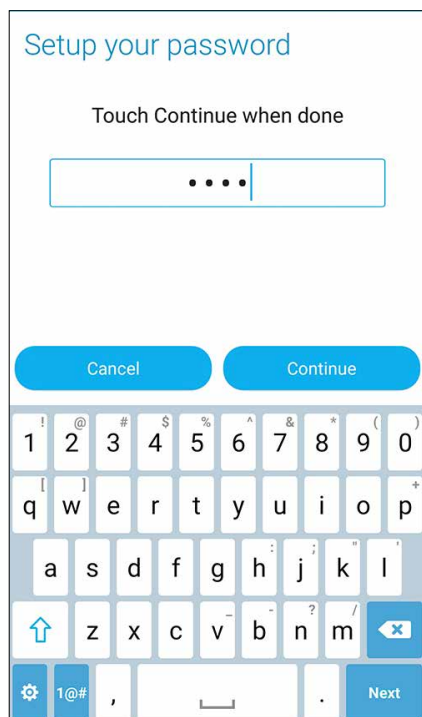 Setup your password
Touch Continue when done
••••
Cancel Continue
! @ # $ % ^ & * ( )
1 2 3 4 5 6 7 8 9 0
[ ] +
q w e r t y u i o p
: ; " '
a s d f g h j k l
_ - ? /
z x c v b n m
1@# , . Next